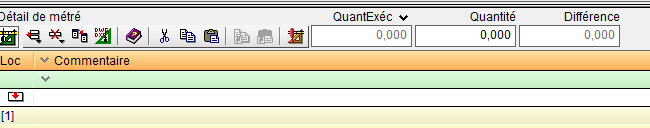 Détail de métré QuantExéc Quantité Différence
0,000 0,000 0,000
Loc Commentaire
[1]